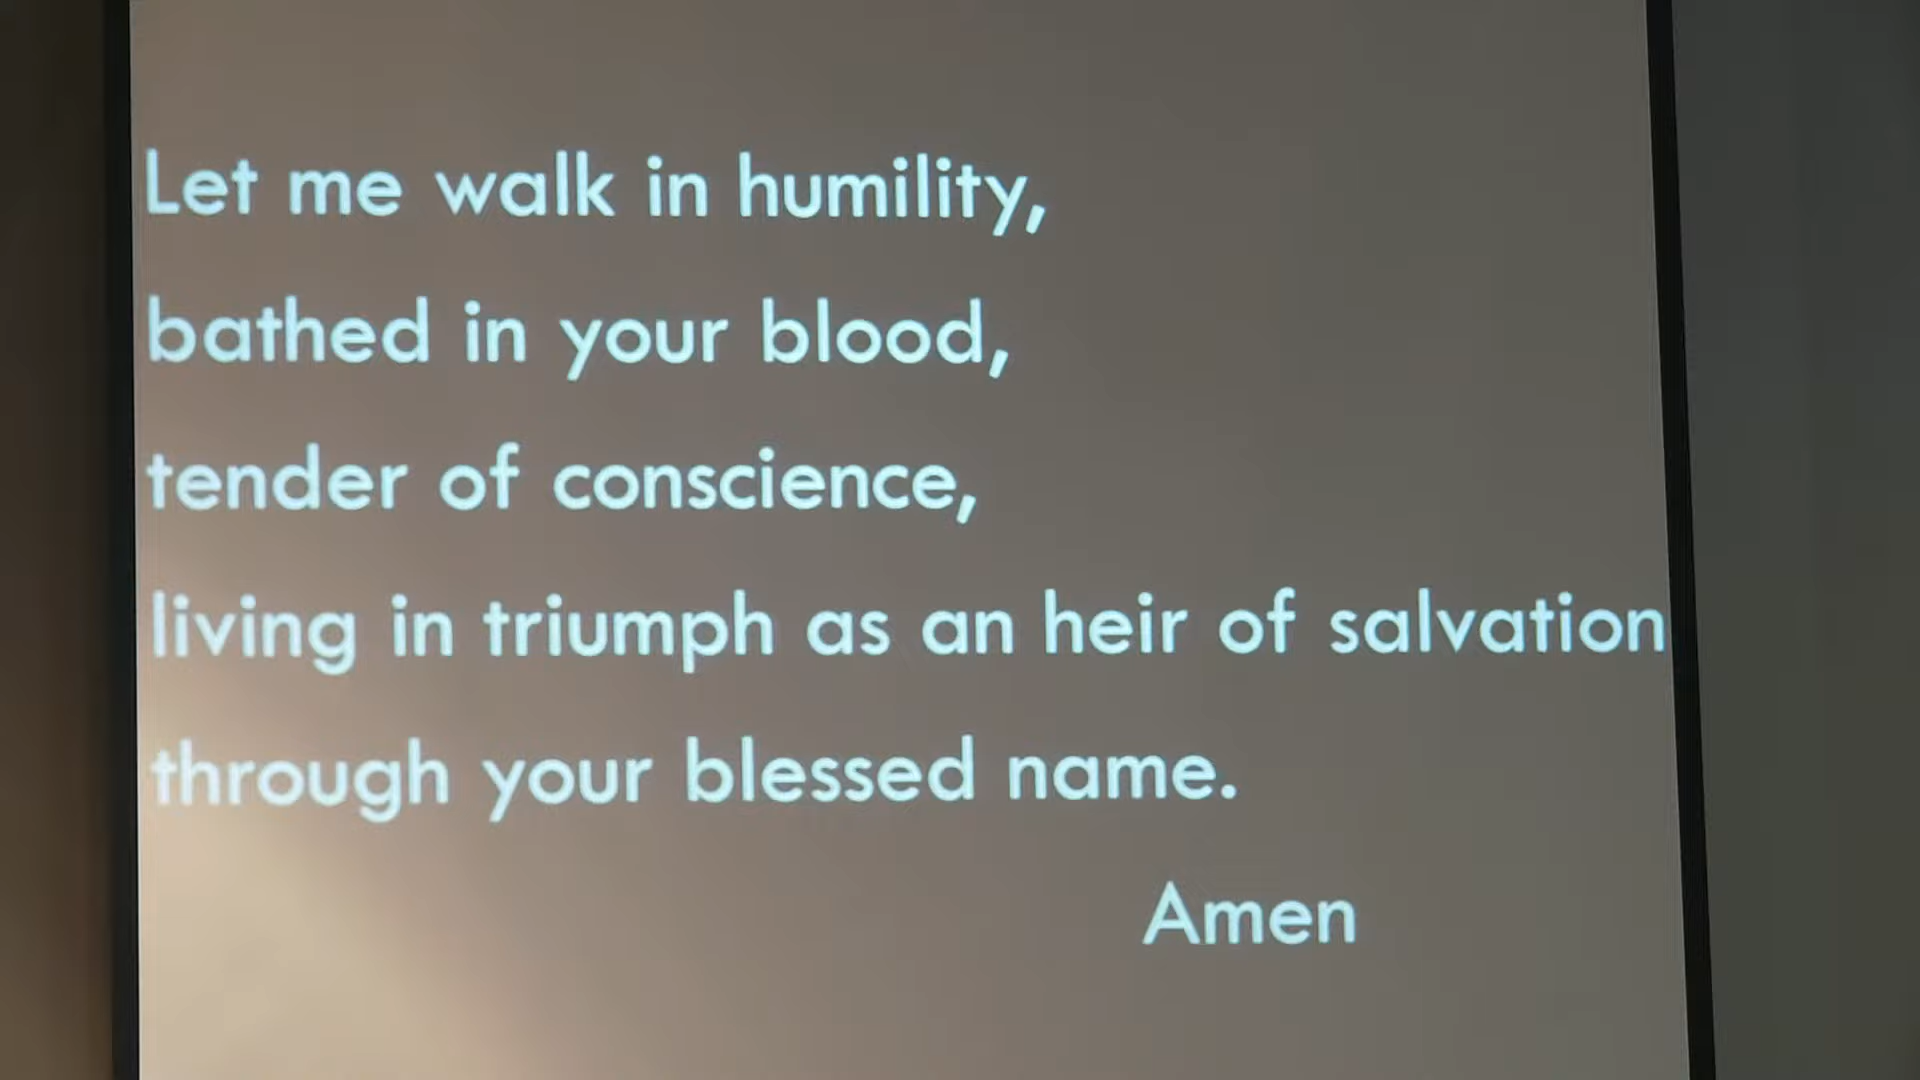 Let me walk in humility,
bathed in your blood,
tender of conscience,
living in triumph as an heir of salvation
through your blessed name.
Amen